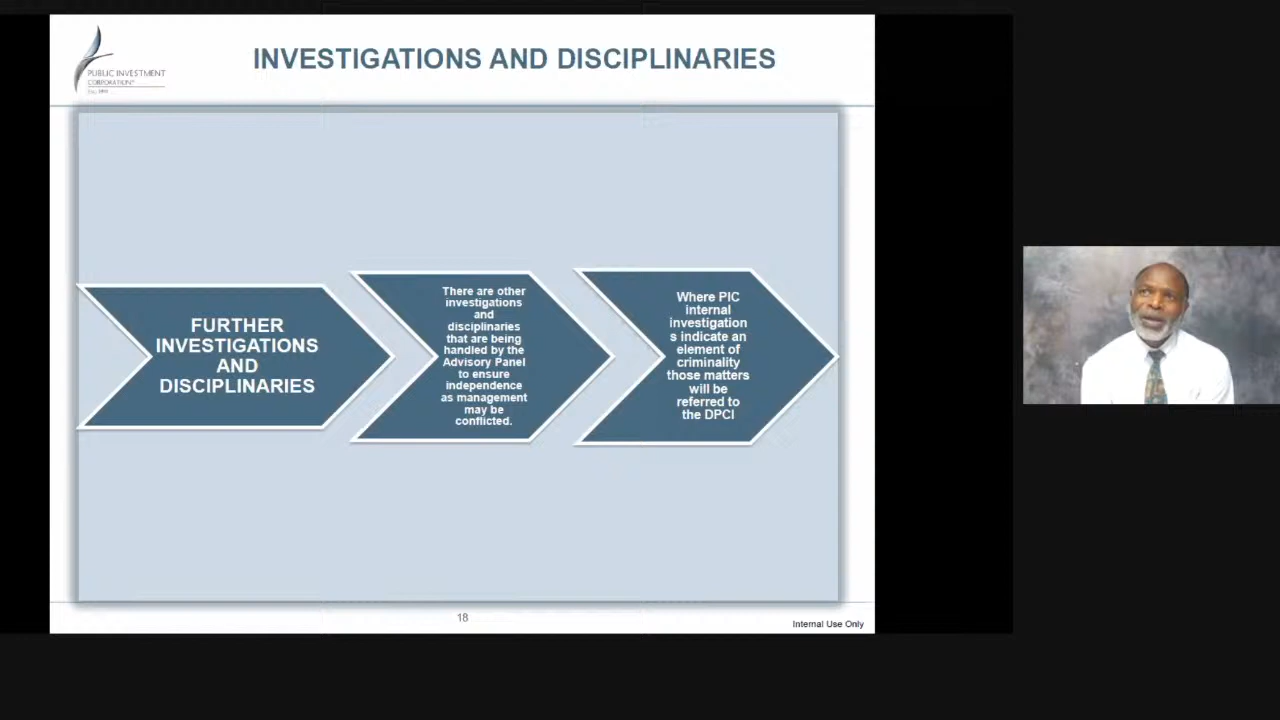 PUBLIC INVESTMENT
CORPORATION
INVESTIGATIONS AND DISCIPLINARIES
FURTHER
INVESTIGATIONS
AND
DISCIPLINARIES
There are other
investigations
and
disciplinaries
that are being
handled by the
Advisory Panel
to ensure
independence
as management
may be
conflicted.
Where PIC
internal
investigation
s indicate an
element of
criminality
those matters
will be
referred to
the DPCI
18
Internal Use Only